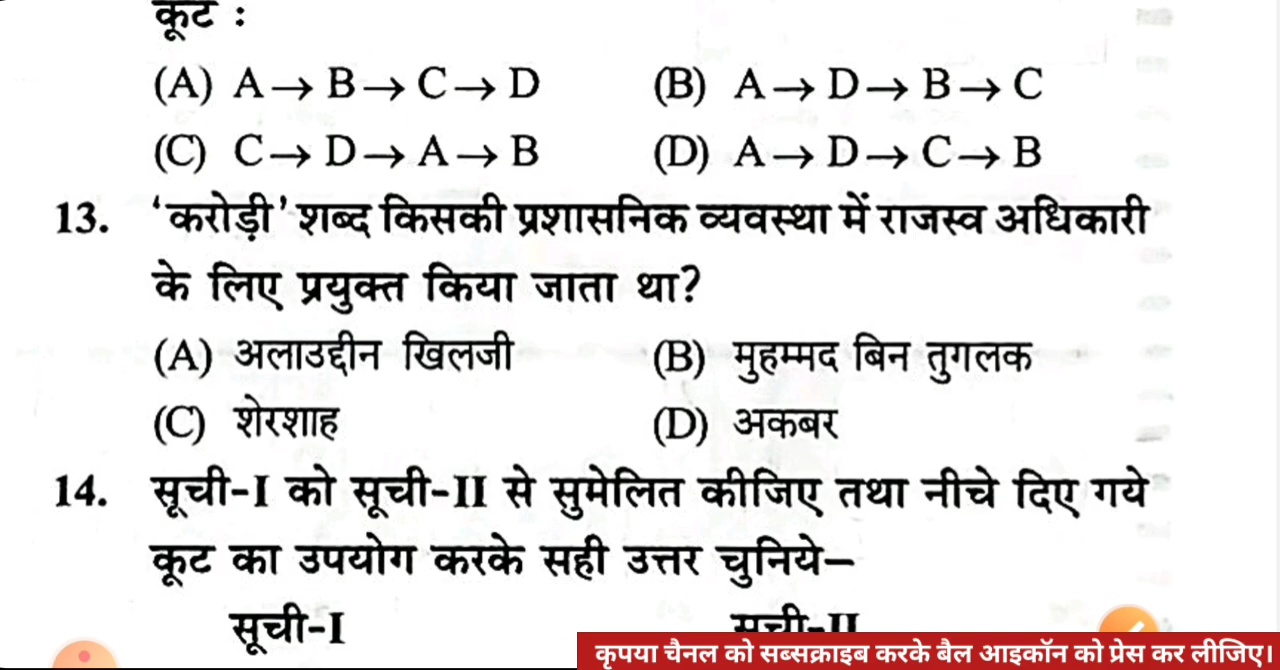 कूट :
(A) A→ B→ C→ D (B) A→ D→ B→ C
(C) C→ D→ A→ B (D) A→ D→ C→ B
13. 'करोड़ी' शब्द किसकी प्रशासनिक व्यवस्था में राजस्व अधिकारी
के लिए प्रयुक्त किया जाता था?
(A) अलाउद्दीन खिलजी (B) मुहम्मद बिन तुगलक
(C) शेरशाह (D) अकबर
14. सूची-I को सूची-II से सुमेलित कीजिए तथा नीचे दिए गये
कूट का उपयोग करके सही उत्तर चुनिये–
सूची-I सूची-II
कृपया चैनल को सब्सक्राइब करके बैल आइकॉन को प्रेस कर लीजिए।